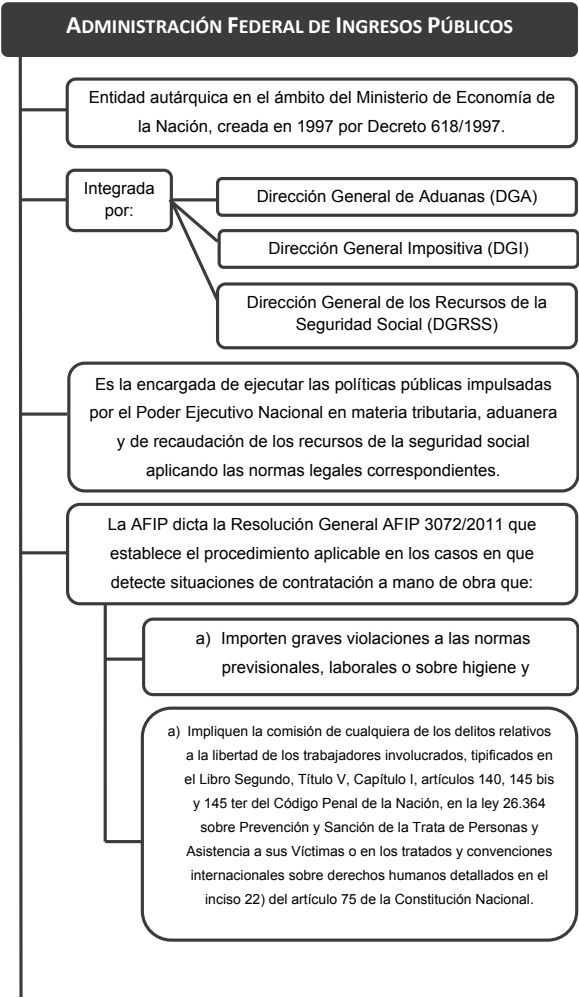 ADMINISTRACIÓN FEDERAL DE INGRESOS PÚBLICOS
Entidad autárquica en el ámbito del Ministerio de Economía de
la Nación, creada en 1997 por Decreto 618/1997.
Integrada
por:
Dirección General de Aduanas (DGA)
Dirección General Impositiva (DGI)
Dirección General de los Recursos de la
Seguridad Social (DGRSS)
Es la encargada de ejecutar las políticas públicas impulsadas
por el Poder Ejecutivo Nacional en materia tributaria, aduanera
y de recaudación de los recursos de la seguridad social
aplicando las normas legales correspondientes.
La AFIP dicta la Resolución General AFIP 3072/2011 que
establece el procedimiento aplicable en los casos en que
detecte situaciones de contratación a mano de obra que:
a) Importen graves violaciones a las normas
previsionales, laborales o sobre higiene y
a) Impliquen la comisión de cualquiera de los delitos relativos
a la libertad de los trabajadores involucrados, tipificados en
el Libro Segundo, Título V, Capítulo I, artículos 140, 145 bis
y 145 ter del Código Penal de la Nación, en la ley 26.364
sobre Prevención y Sanción de la Trata de Personas y
Asistencia a sus Víctimas o en los tratados y convenciones
internacionales sobre derechos humanos detallados en el
inciso 22) del artículo 75 de la Constitución Nacional.